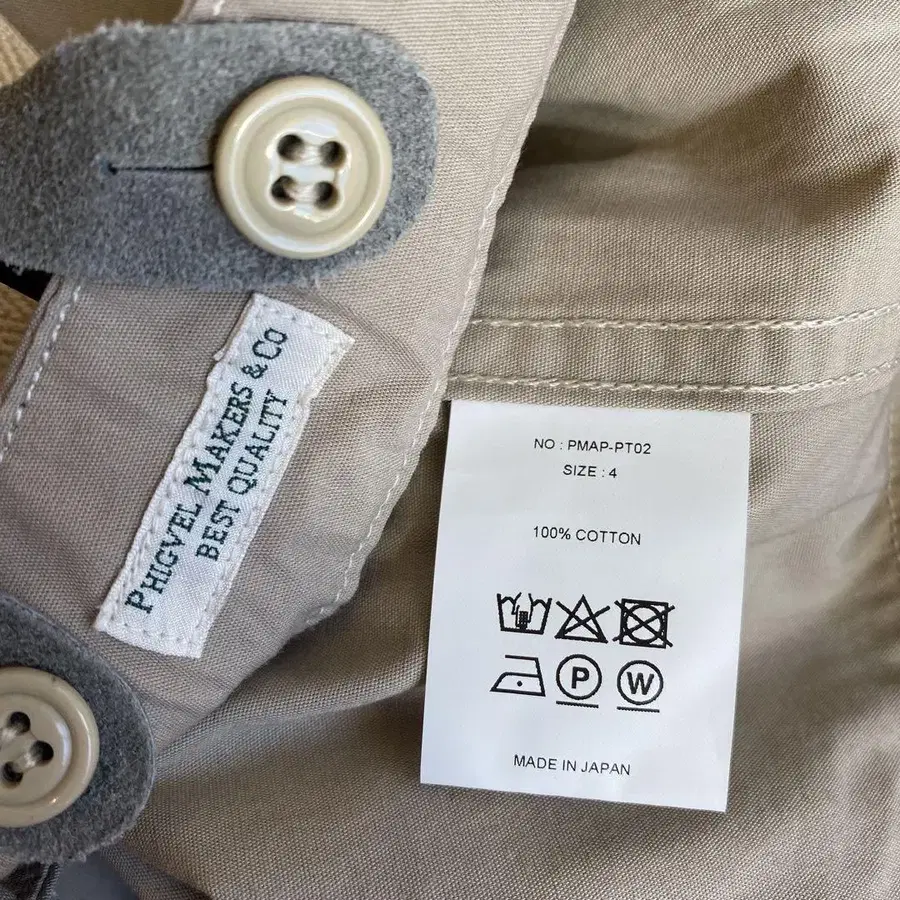 PHIGVEL MAKERS & CO
BEST QUALITY
NO : PMAP-PT02
SIZE : 4
100% COTTON
P W
MADE IN JAPAN